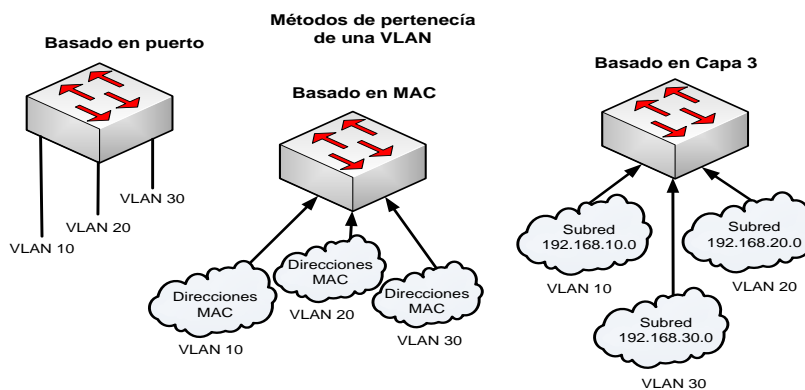 Métodos de pertenecía
de una VLAN
Basado en puerto
VLAN 10
VLAN 20
VLAN 30
Basado en MAC
Direcciones
MAC
VLAN 10
Direcciones
MAC
VLAN 20
Direcciones
MAC
VLAN 30
Basado en Capa 3
Subred
192.168.10.0
VLAN 10
Subred
192.168.20.0
VLAN 20
Subred
192.168.30.0
VLAN 30